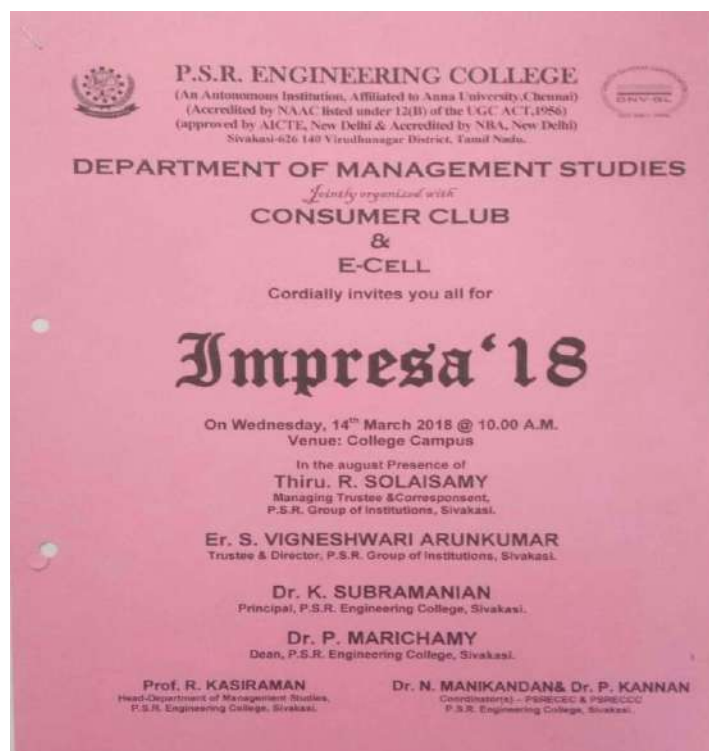 P.S.R. ENGINEERING COLLEGE
(An Autonomous Institution, Affiliated to Anna University,Chennai)
(Accredited by NAAC listed under 12(B) of the UGC ACT,1956)
(approved by AICTE, New Delhi & Accredited by NBA, New Delhi)
Sivakasi-626 140 Virudhunagar District, Tamil Nadu.
DNV-GL
DEPARTMENT OF MANAGEMENT STUDIES
Jointly organized with
CONSUMER CLUB
&
E-CELL
Cordially invites you all for
Impresa‘18
On Wednesday, 14th March 2018 @ 10.00 A.M.
Venue: College Campus
In the august Presence of
Thiru. R. SOLAISAMY
Managing Trustee &Corresponsent,
P.S.R. Group of Institutions, Sivakasi.
Er. S. VIGNESHWARI ARUNKUMAR
Trustee & Director, P.S.R. Group of Institutions, Sivakasi.
Dr. K. SUBRAMANIAN
Principal, P.S.R. Engineering College, Sivakasi.
Dr. P. MARICHAMY
Dean, P.S.R. Engineering College, Sivakasi.
Prof. R. KASIRAMAN
Head-Department of Management Studies,
P.S.R. Engineering College, Sivakasi.
Dr. N. MANIKANDAN& Dr. P. KANNAN
Coordinator(s) – PSRECEC & PSRECCC
P.S.R. Engineering College, Sivakasi.